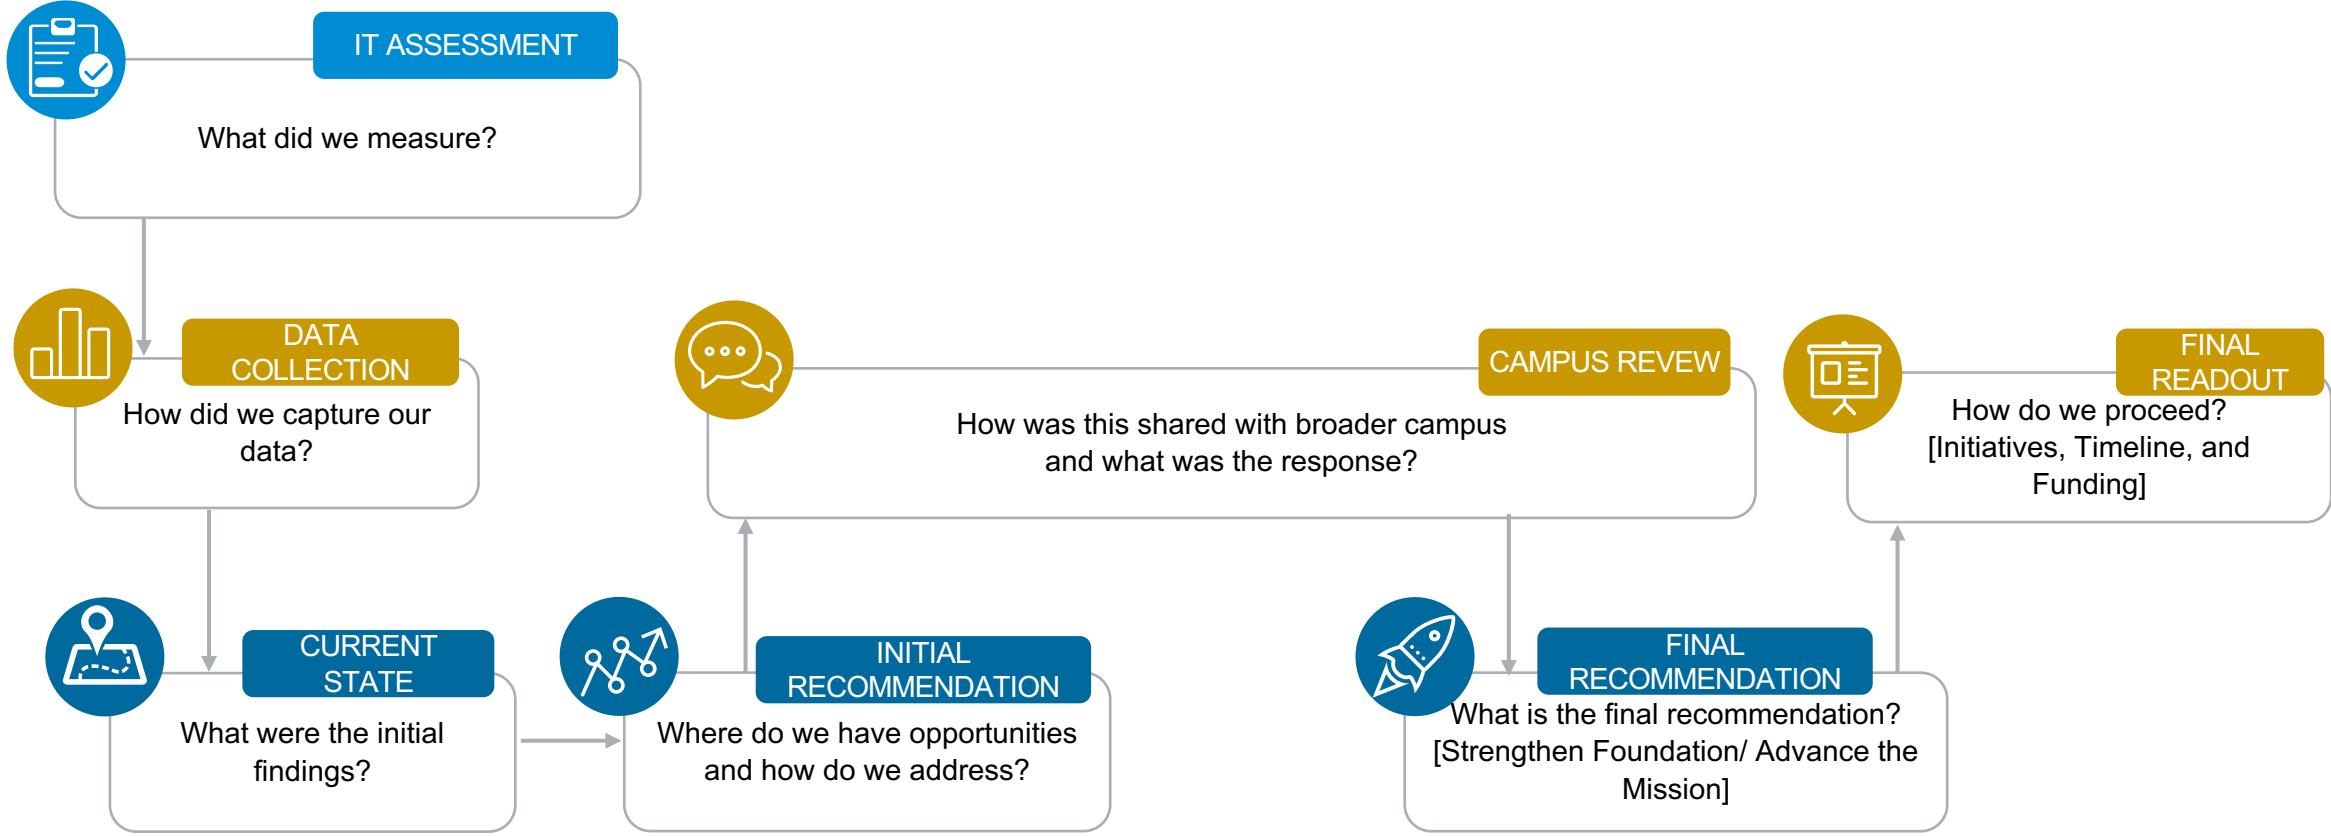 IT ASSESSMENT
What did we measure?
DATA
COLLECTION
How did we capture our
data?
CURRENT
STATE
What were the initial
findings?
INITIAL
RECOMMENDATION
Where do we have opportunities
and how do we address?
CAMPUS REVEW
How was this shared with broader campus
and what was the response?
FINAL
RECOMMENDATION
What is the final recommendation?
[Strengthen Foundation/ Advance the
Mission]
FINAL
READOUT
How do we proceed?
[Initiatives, Timeline, and
Funding]